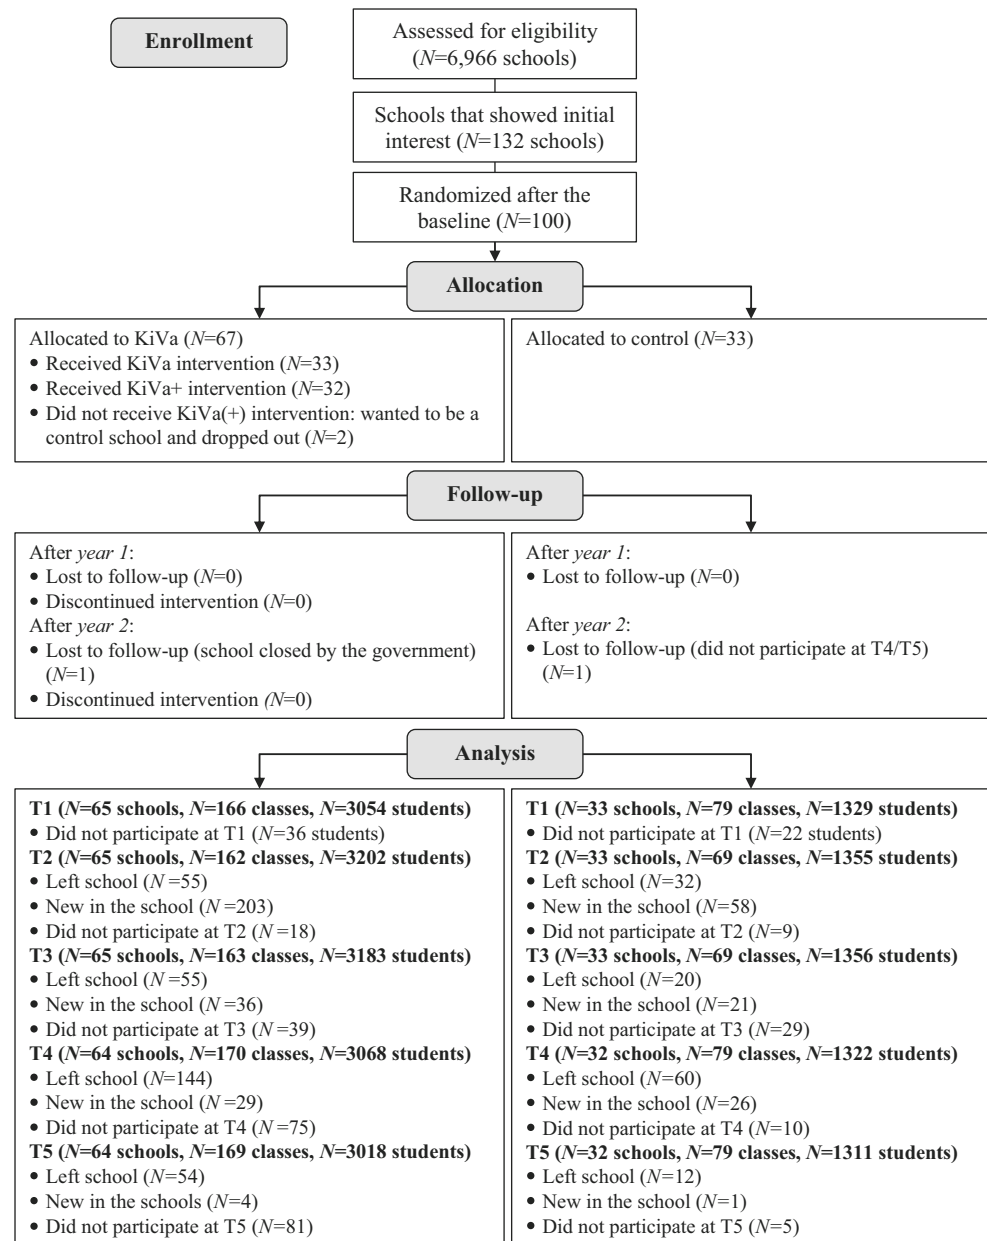 Enrollment
Assessed for eligibility
(N=6,966 schools)
Schools that showed initial
interest (N=132 schools)
Randomized after the
baseline (N=100)
Allocation
Allocated to KiVa (N=67)
• Received KiVa intervention (N=33)
• Received KiVa+ intervention (N=32)
• Did not receive KiVa(+) intervention: wanted to be a
control school and dropped out (N=2)
Allocated to control (N=33)
Follow-up
After year 1:
• Lost to follow-up (N=0)
• Discontinued intervention (N=0)
After year 2:
• Lost to follow-up (school closed by the government)
(N=1)
• Discontinued intervention (N=0)
After year 1:
• Lost to follow-up (N=0)
After year 2:
• Lost to follow-up (did not participate at T4/T5)
(N=1)
Analysis
T1 (N=65 schools, N=166 classes, N=3054 students)
• Did not participate at T1 (N=36 students)
T2 (N=65 schools, N=162 classes, N=3202 students)
• Left school (N=55)
• New in the school (N=203)
• Did not participate at T2 (N=18)
T3 (N=65 schools, N=163 classes, N=3183 students)
• Left school (N=55)
• New in the school (N=36)
• Did not participate at T3 (N=39)
T4 (N=64 schools, N=170 classes, N=3068 students)
• Left school (N=144)
• New in the school (N=29)
• Did not participate at T4 (N=75)
T5 (N=64 schools, N=169 classes, N=3018 students)
• Left school (N=54)
• New in the schools (N=4)
• Did not participate at T5 (N=81)
T1 (N=33 schools, N=79 classes, N=1329 students)
• Did not participate at T1 (N=22 students)
T2 (N=33 schools, N=69 classes, N=1355 students)
• Left school (N=32)
• New in the school (N=58)
• Did not participate at T2 (N=9)
T3 (N=33 schools, N=69 classes, N=1356 students)
• Left school (N=20)
• New in the school (N=21)
• Did not participate at T3 (N=29)
T4 (N=32 schools, N=79 classes, N=1322 students)
• Left school (N=60)
• New in the school (N=26)
• Did not participate at T4 (N=10)
T5 (N=32 schools, N=79 classes, N=1311 students)
• Left school (N=12)
• New in the school (N=1)
• Did not participate at T5 (N=5)